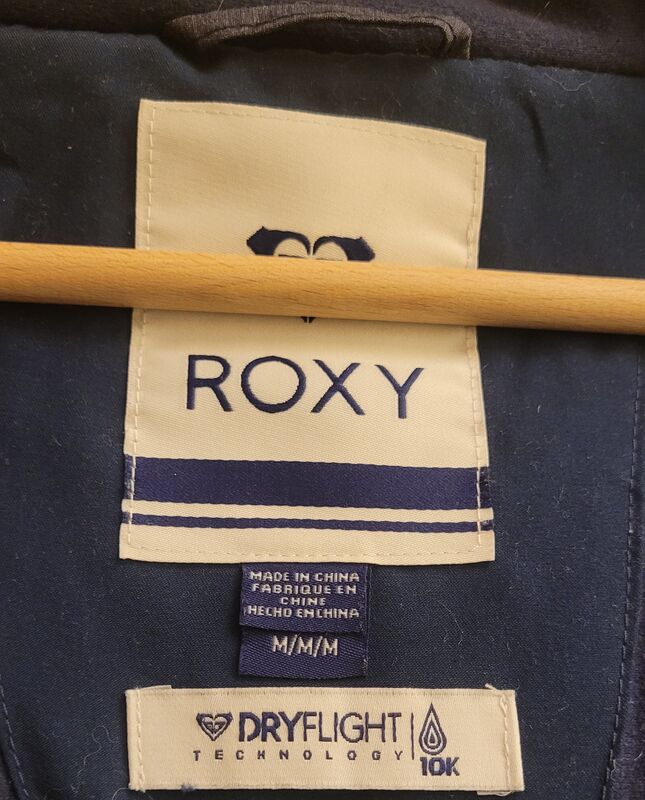 ROXY
MADE IN CHINA
FABRIQUE EN
CHINE
HECHO EN CHINA
M/M/M
DRYFLIGHT
TECHNOLOGY
10K